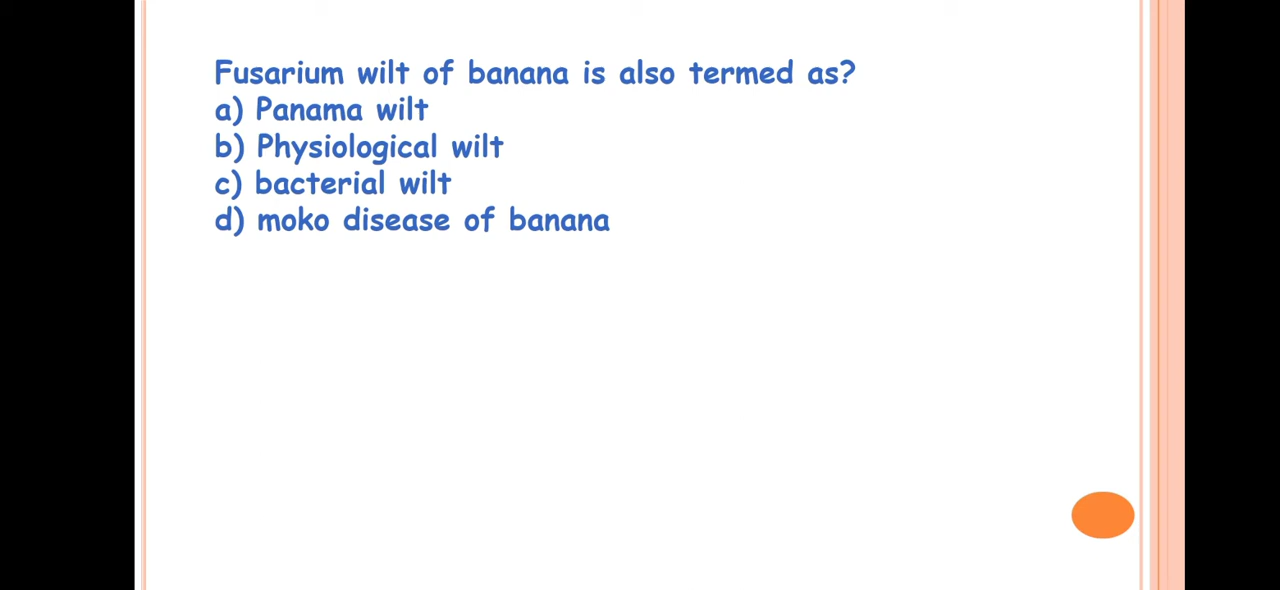 Fusarium wilt of banana is also termed as?
a) Panama wilt
b) Physiological wilt
c) bacterial wilt
d) moko disease of banana